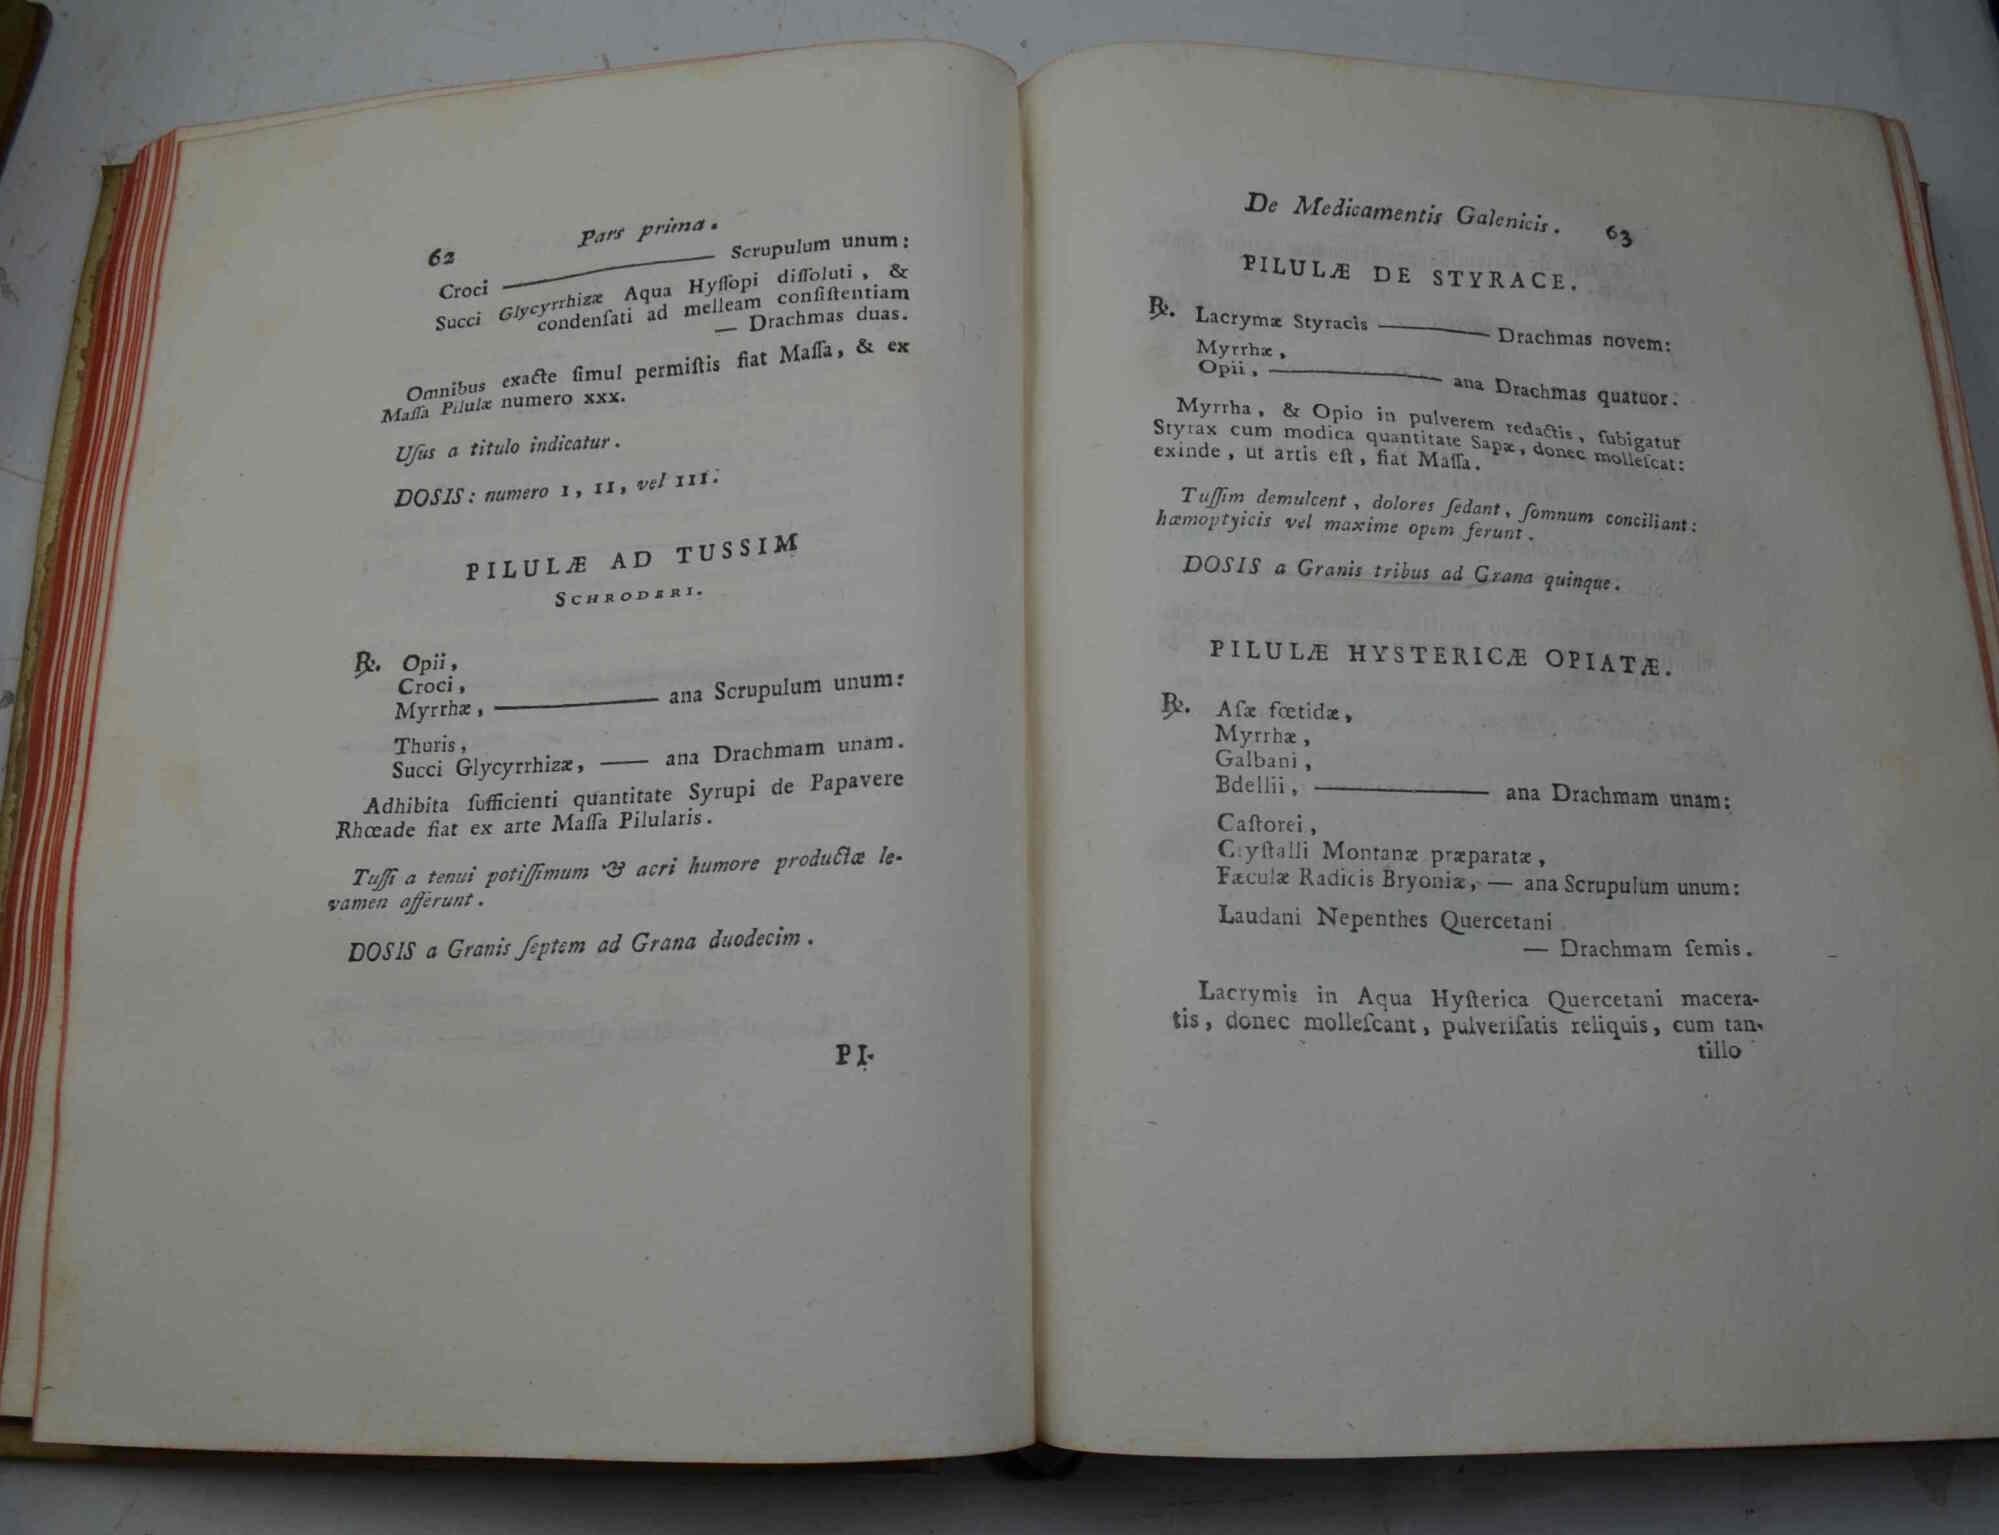 62 Pars prima.
Croci —— Scrupulum unum:
Succi Glycyrrhizæ Aqua Hyſſopi diſſoluti, &
condenſati ad melleam conſiſtentiam
— Drachmas duas.
Omnibus exacte ſimul permiſtis fiat Maſſa, & ex
Maſſa Pilulæ numero xxx.
Uſus a titulo indicatur.
DOSIS: numero I, II, vel III.
PILULÆ AD TUSSIM
SCHRODERI.
℞. Opii,
Croci,
Myrrhæ, —— ana Scrupulum unum:
Thuris,
Succi Glycyrrhizæ, —— ana Drachmam unam.
Adhibita ſufficienti quantitate Syrupi de Papavere
Rhœade fiat ex arte Maſſa Pilularis.
Tuſſi a tenui potiſſimum & acri humore productæ le-
vamen afferunt.
DOSIS a Granis ſeptem ad Grana duodecim.
PI-
De Medicamentis Galenicis. 63
PILULÆ DE STYRACE.
℞. Lacrymæ Styracis —— Drachmas novem:
Myrrhæ,
Opii, —— ana Drachmas quatuor.
Myrrha, & Opio in pulverem redactis, ſubigatur
Styrax cum modica quantitate Sapæ, donec molleſcat:
exinde, ut artis eſt, fiat Maſſa.
Tuſſim demulcent, dolores ſedant, ſomnum conciliant:
hæmoptyicis vel maxime opem ferunt.
DOSIS a Granis tribus ad Grana quinque.
PILULÆ HYSTERICÆ OPIATÆ.
℞. Aſæ fœtidæ,
Myrrhæ,
Galbani,
Bdellii, —— ana Drachmam unam:
Caſtorei,
Cryſtalli Montanæ præparatæ,
Fæculæ Radicis Bryoniæ, — ana Scrupulum unum:
Laudani Nepenthes Quercetani
— Drachmam ſemis.
Lacrymis in Aqua Hyſterica Quercetani macera-
tis, donec molleſcant, pulveriſatis reliquis, cum tan-
tillo